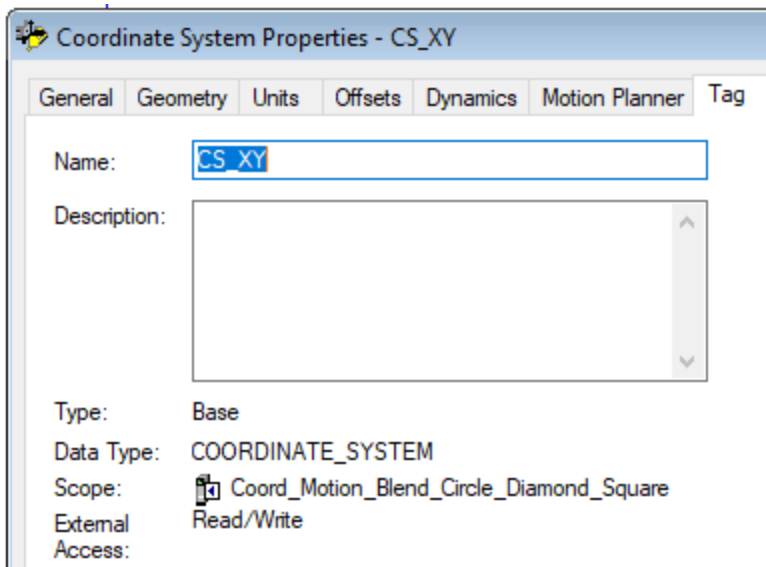 Coordinate System Properties - CS_XY
General Geometry Units Offsets Dynamics Motion Planner Tag
Name: CS_XY
Description:
Type: Base
Data Type: COORDINATE_SYSTEM
Scope: Coord_Motion_Blend_Circle_Diamond_Square
External Read/Write
Access: